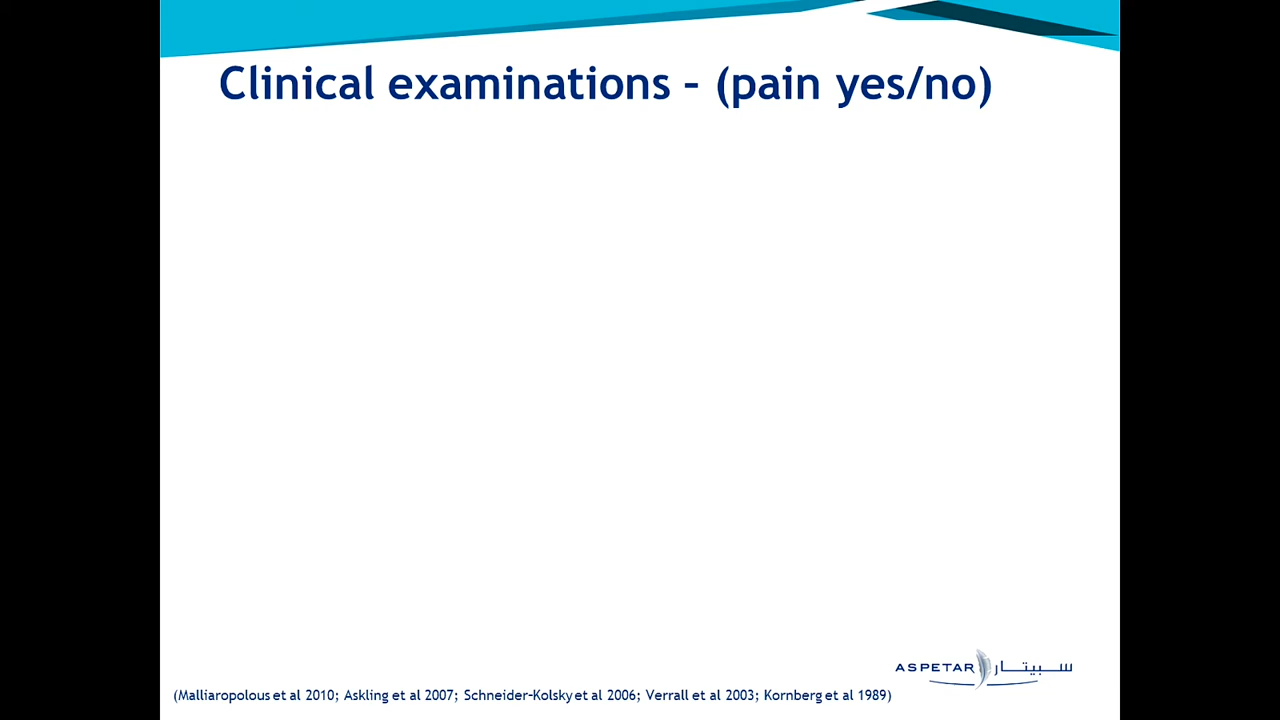 Clinical examinations – (pain yes/no)
ASPETAR سبيتار
(Malliaropolous et al 2010; Askling et al 2007; Schneider-Kolsky et al 2006; Verrall et al 2003; Kornberg et al 1989)